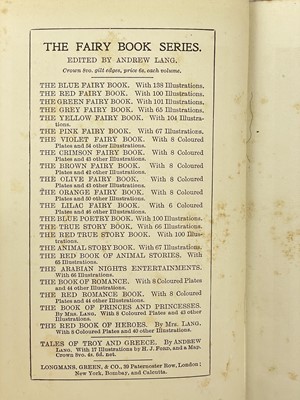 THE FAIRY BOOK SERIES.
EDITED BY ANDREW LANG.
Crown 8vo. gilt edges, price 6s. each volume.
THE BLUE FAIRY BOOK. With 138 Illustrations.
THE RED FAIRY BOOK. With 100 Illustrations.
THE GREEN FAIRY BOOK. With 101 Illustrations.
THE GREY FAIRY BOOK. With 65 Illustrations.
THE YELLOW FAIRY BOOK. With 104 Illustra-
tions.
THE PINK FAIRY BOOK. With 67 Illustrations.
THE VIOLET FAIRY BOOK. With 8 Coloured
Plates and 54 other Illustrations.
THE CRIMSON FAIRY BOOK. With 8 Coloured
Plates and 43 other Illustrations.
THE BROWN FAIRY BOOK. With 8 Coloured
Plates and 42 other Illustrations.
THE OLIVE FAIRY BOOK. With 8 Coloured
Plates and 43 other Illustrations.
THE ORANGE FAIRY BOOK. With 8 Coloured
Plates and 50 other Illustrations.
THE LILAC FAIRY BOOK. With 6 Coloured
Plates and 46 other Illustrations.
THE BLUE POETRY BOOK. With 100 Illustrations.
THE TRUE STORY BOOK. With 66 Illustrations.
THE RED TRUE STORY BOOK. With 100 Illus-
trations.
THE ANIMAL STORY BOOK. With 67 Illustrations.
THE RED BOOK OF ANIMAL STORIES. With
65 Illustrations.
THE ARABIAN NIGHTS ENTERTAINMENTS.
With 66 Illustrations.
THE BOOK OF ROMANCE. With 8 Coloured Plates
and 44 other Illustrations.
THE RED ROMANCE BOOK. With 8 Coloured
Plates and 44 other Illustrations.
THE BOOK OF PRINCES AND PRINCESSES.
By Mrs. LANG. With 8 Coloured Plates and 43 other
Illustrations.
THE RED BOOK OF HEROES. By Mrs. LANG.
With 8 Coloured Plates and 40 other Illustrations.
TALES OF TROY AND GREECE. By ANDREW
LANG. With 17 Illustrations by H. J. FORD, and a Map.
Crown 8vo. 4s. 6d. net.
LONGMANS, GREEN, & CO., 39 Paternoster Row, London;
New York, Bombay, and Calcutta.